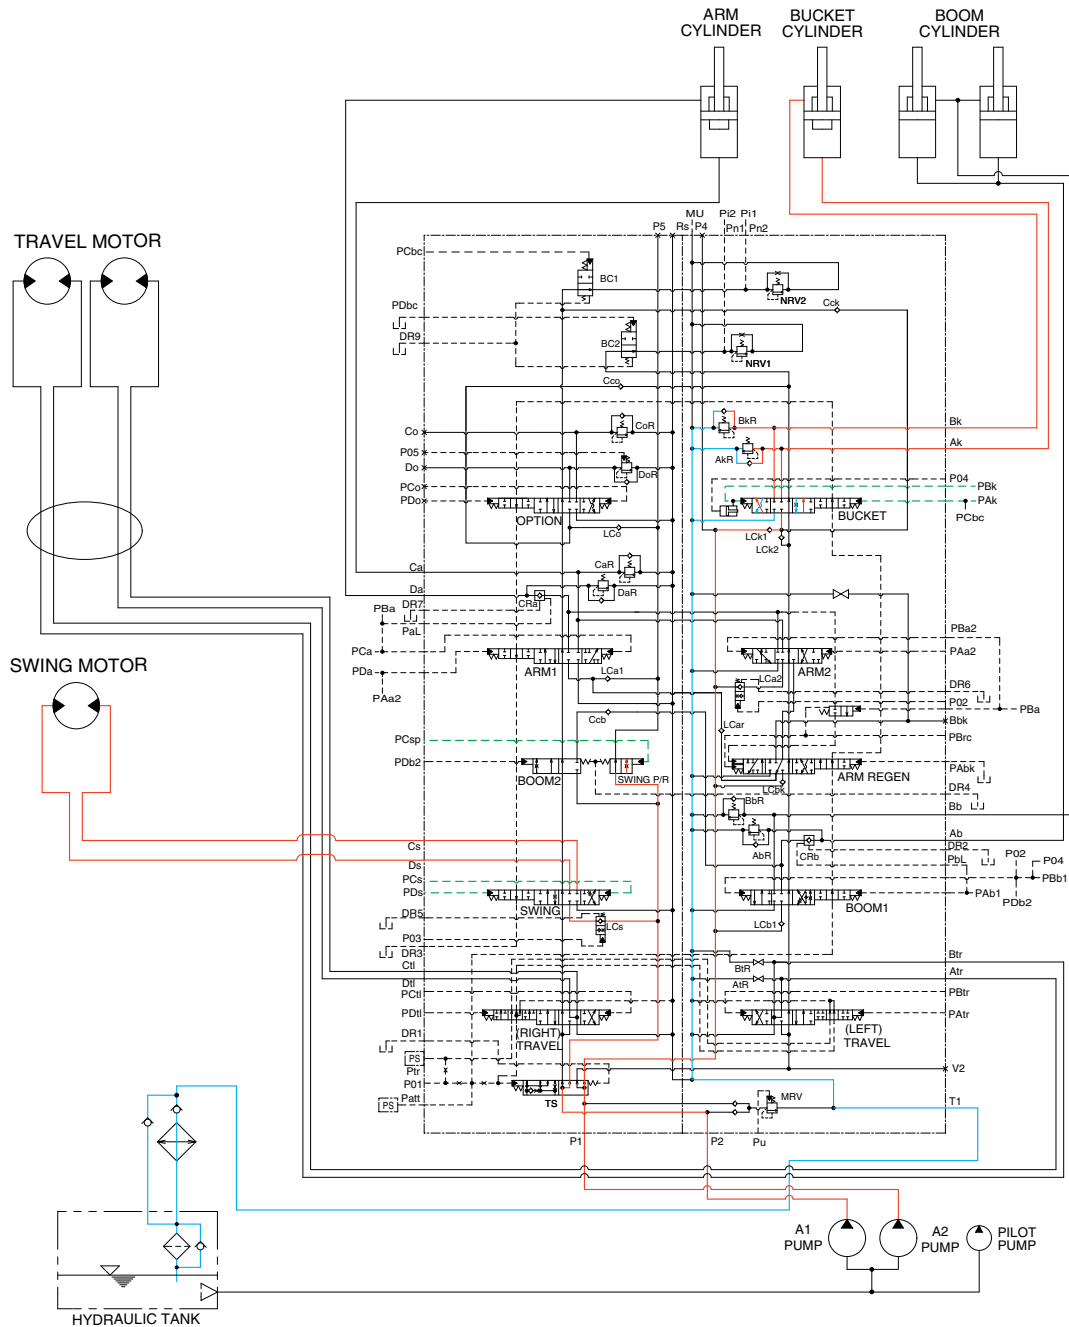 ARM
CYLINDER
BUCKET
CYLINDER
BOOM
CYLINDER
TRAVEL MOTOR
SWING MOTOR
P5
Rs
MU
P4
Pi2
Pn1
Pi1
Pn2
PCbc
BC1
NRV2
Cck
PDbc
DR9
BC2
NRV1
Cco
CoR
BkR
Bk
Co
P05
Do
DoR
AkR
Ak
PCo
PDo
P04
PBk
PAk
PCbc
OPTION
BUCKET
LCo
LCk1
LCk2
Ca
CaR
Da
DaR
DR7
CRa
PBa
PaL
PCa
PDa
PAa2
ARM1
LCa1
ARM2
LCa2
PBa2
PAa2
DR6
P02
PBa
Bbk
Ccb
LCar
PCsp
PBrc
PDb2
BOOM2
SWING P/R
ARM REGEN
PAbk
LCbk
DR4
Bb
BbR
AbR
CRb
Ab
DR2
PbL
P02
P04
PBb1
PAb1
PDb2
Cs
Ds
PCs
PDs
SWING
BOOM1
DR5
LCs
LCb1
P03
DR3
Ctl
Dtl
PCtl
PDtl
BtR
AtR
Btr
Atr
PBtr
PAtr
(RIGHT)
TRAVEL
(LEFT)
TRAVEL
DR1
PS
Ptr
P01
Patt
PS
TS
V2
MRV
T1
P1
P2
Pu
A1
PUMP
A2
PUMP
PILOT
PUMP
HYDRAULIC TANK